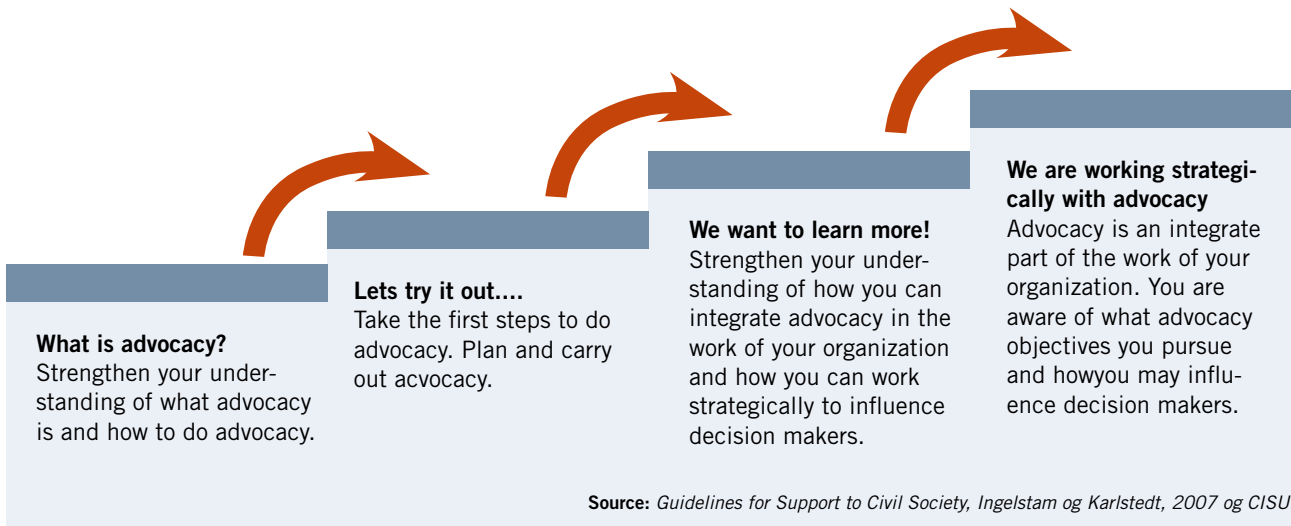 What is advocacy?
Strengthen your under-
standing of what advocacy
is and how to do advocacy.
Lets try it out....
Take the first steps to do
advocacy. Plan and carry
out acvocacy.
We want to learn more!
Strengthen your under-
standing of how you can
integrate advocacy in the
work of your organization
and how you can work
strategically to influence
decision makers.
We are working strategi-
cally with advocacy
Advocacy is an integrate
part of the work of your
organization. You are
aware of what advocacy
objectives you pursue
and howyou may influ-
ence decision makers.
Source: Guidelines for Support to Civil Society, Ingelstam og Karlstedt, 2007 og CISU